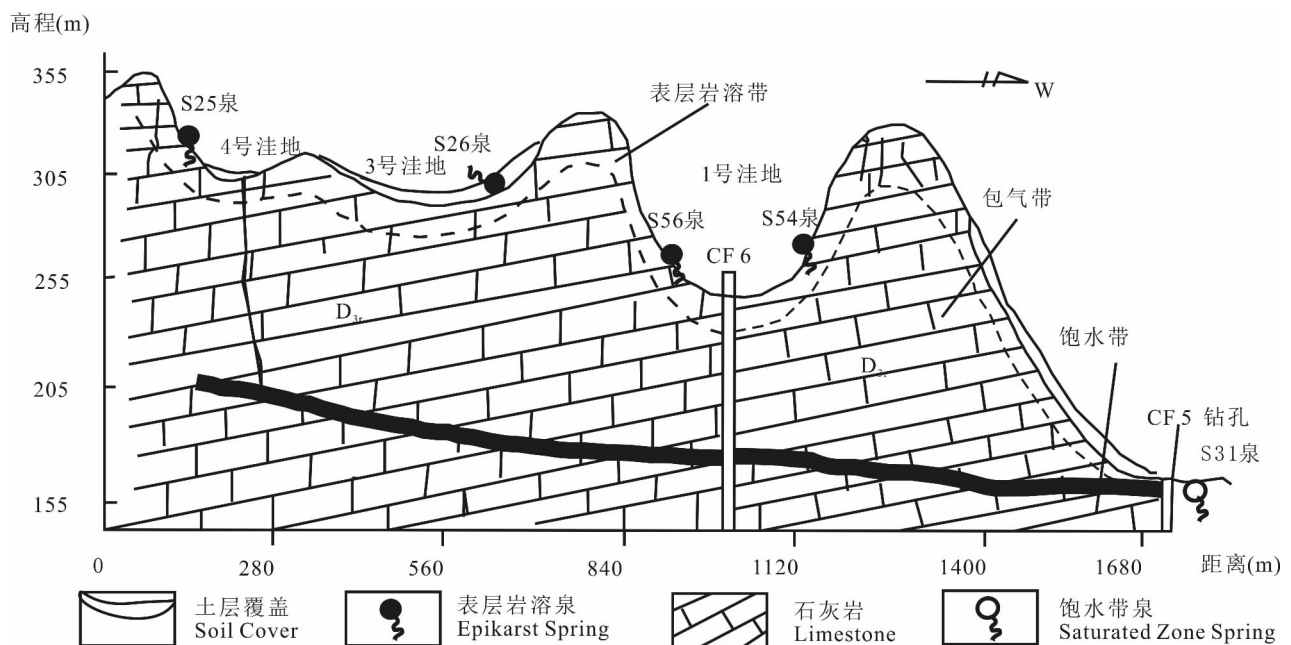 高程(m)
355
305
255
205
155
S25泉
4号洼地
3号洼地
S26泉
表层岩溶带
W
1号洼地
S56泉
S54泉
CF 6
包气带
饱水带
CF 5 钻孔
S31泉
D3r
0 280 560 840 1120 1400 1680 距离(m)
土层覆盖
Soil Cover
表层岩溶泉
Epikarst Spring
石灰岩
Limestone
饱水带泉
Saturated Zone Spring